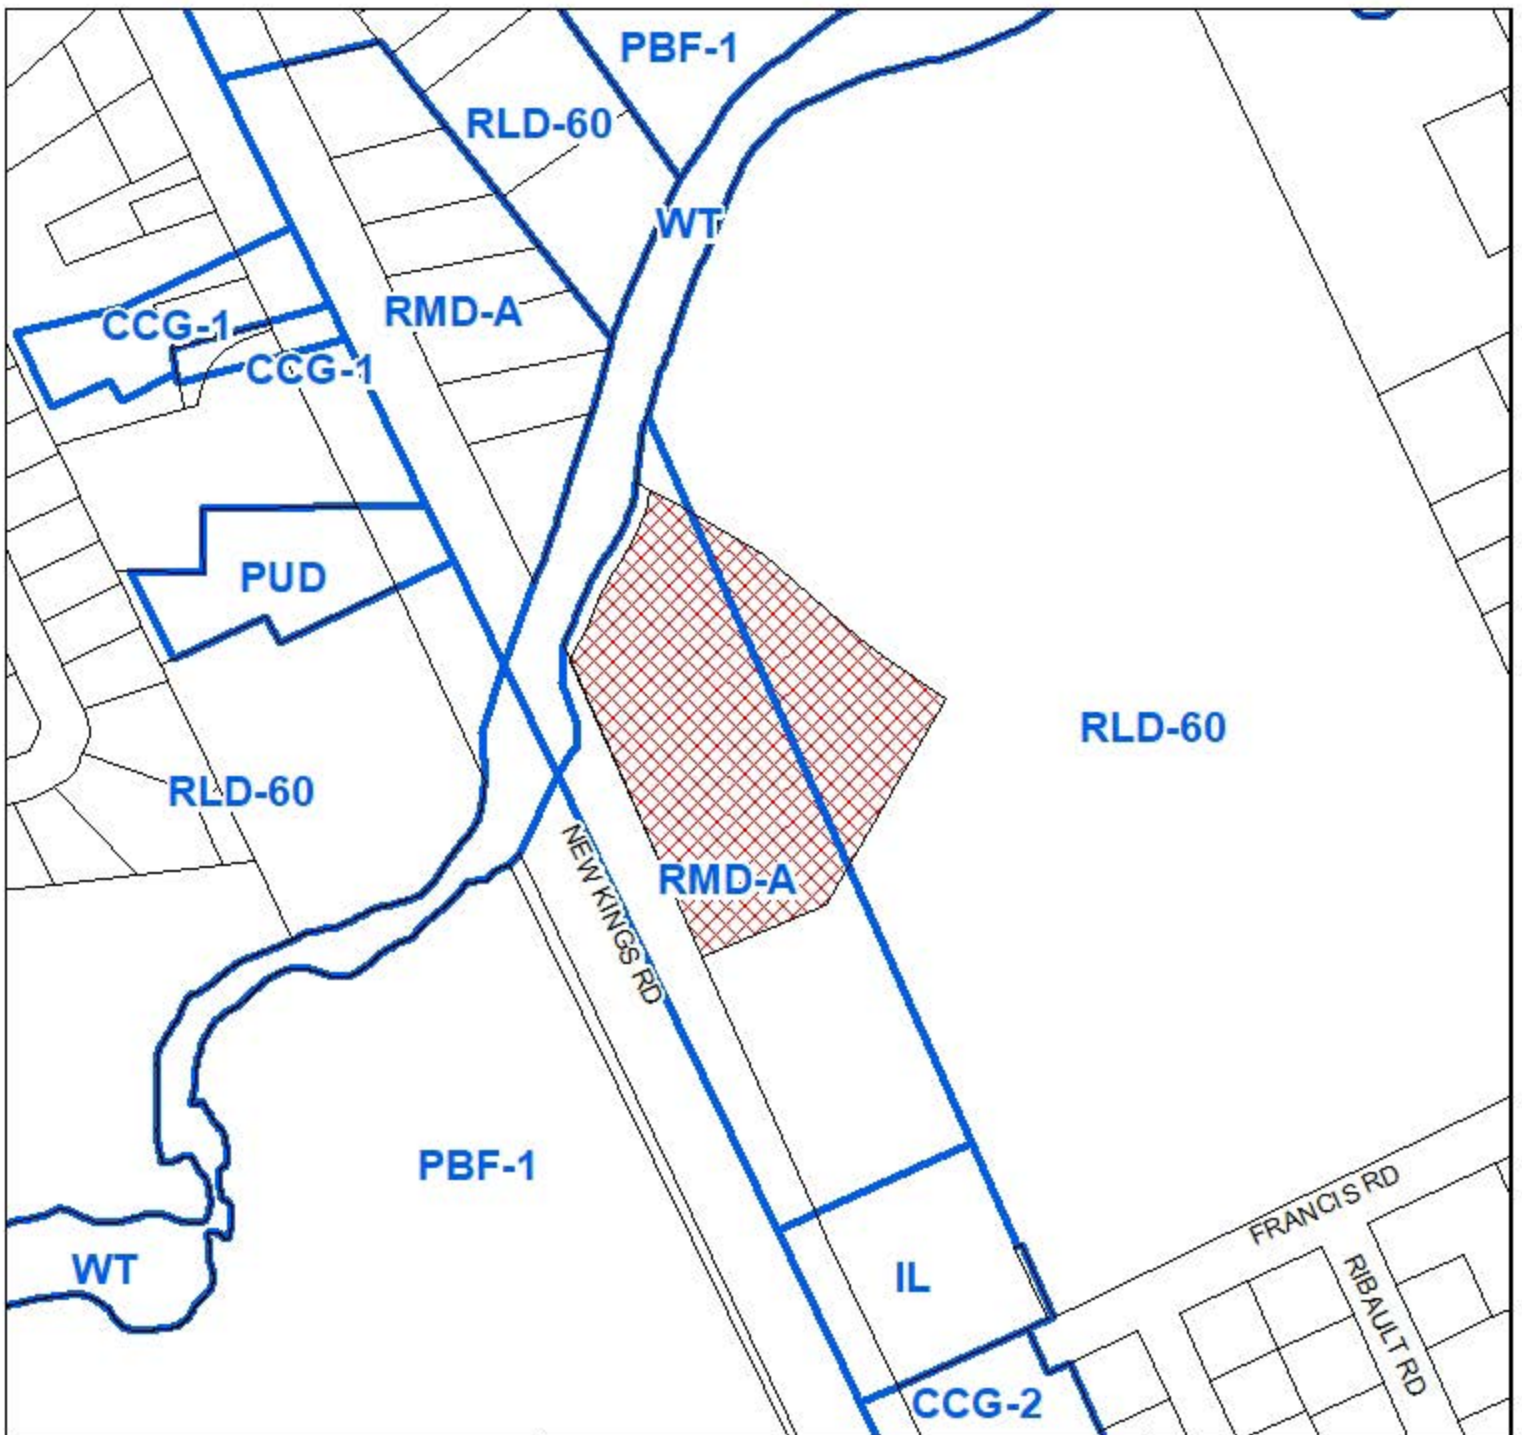 PBF-1
RLD-60
WT
RMD-A
CCG-1
CCG-1
PUD
RLD-60
RLD-60
NEW KINGS RD
RMD-A
PBF-1
FRANCIS RD
WT
IL
RIBAULT RD
CCG-2